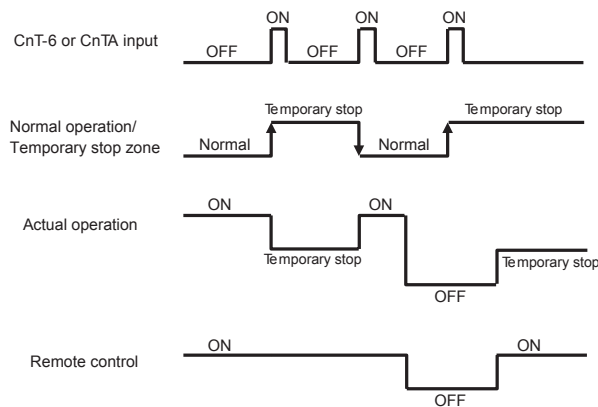 ON ON ON
CnT-6 or CnTA input
OFF OFF OFF
Temporary stop Temporary stop
Normal operation/
Temporary stop zone
Normal Normal
ON ON
Actual operation
Temporary stop Temporary stop
OFF
ON ON
Remote control
OFF